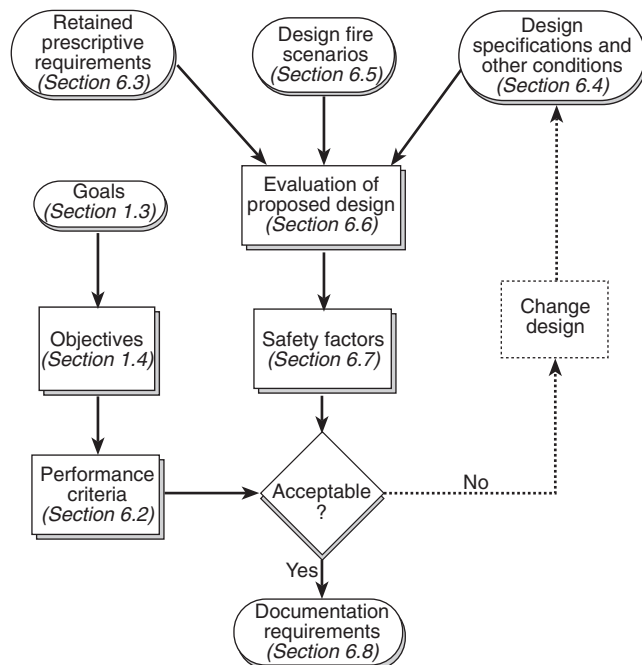 Retained
prescriptive
requirements
(Section 6.3)
Design fire
scenarios
(Section 6.5)
Design
specifications and
other conditions
(Section 6.4)
Goals
(Section 1.3)
Evaluation of
proposed design
(Section 6.6)
Objectives
(Section 1.4)
Safety factors
(Section 6.7)
Change
design
Performance
criteria
(Section 6.2)
Acceptable
?
No
Yes
Documentation
requirements
(Section 6.8)